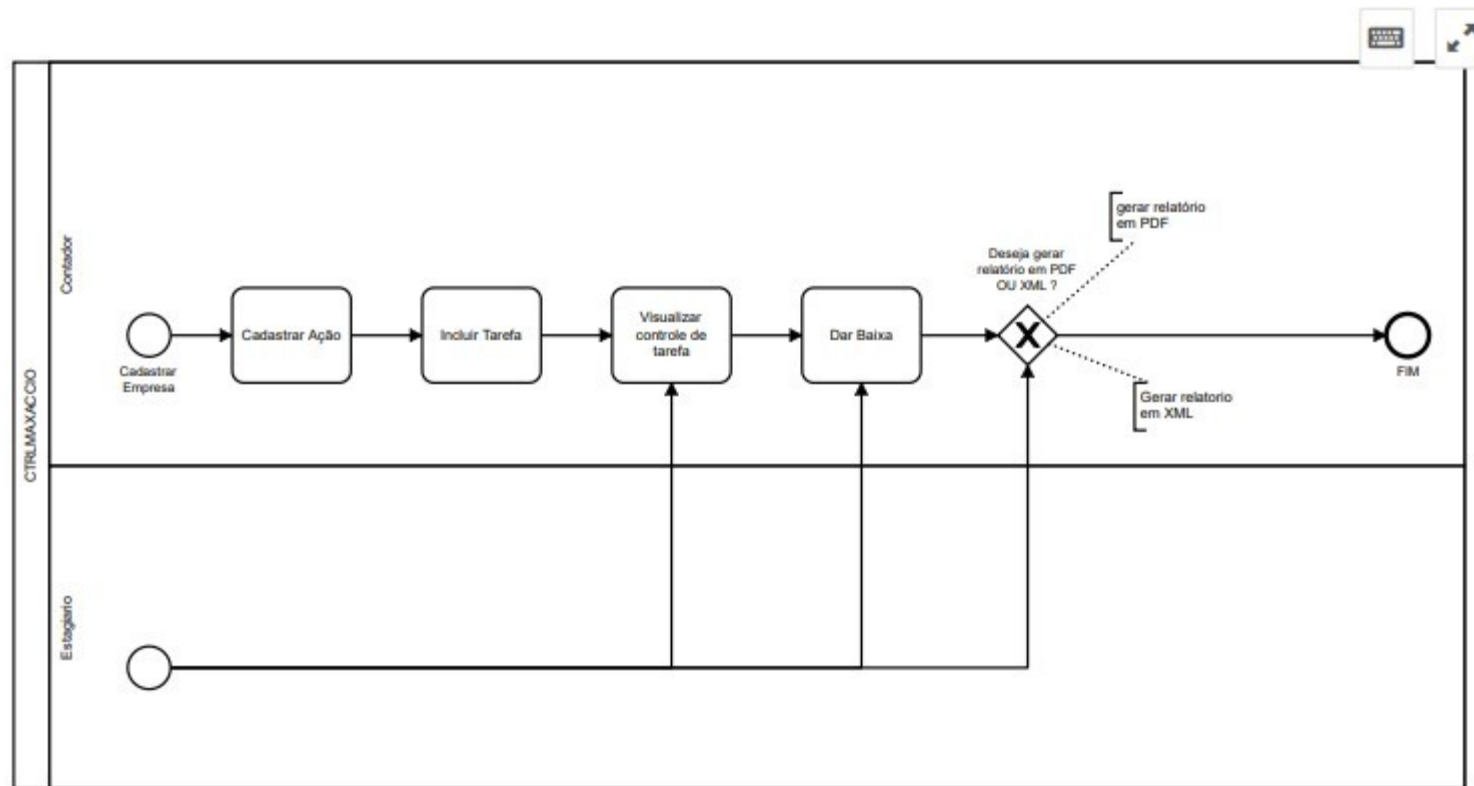 CTRLMAXACCIO
Contador
Cadastrar
Empresa
Cadastrar Ação
Incluir Tarefa
Visualizar
controle de
tarefa
Dar Baixa
Deseja gerar
relatório em PDF
OU XML ?
gerar relatório
em PDF
Gerar relatorio
em XML
FIM
Estagiario